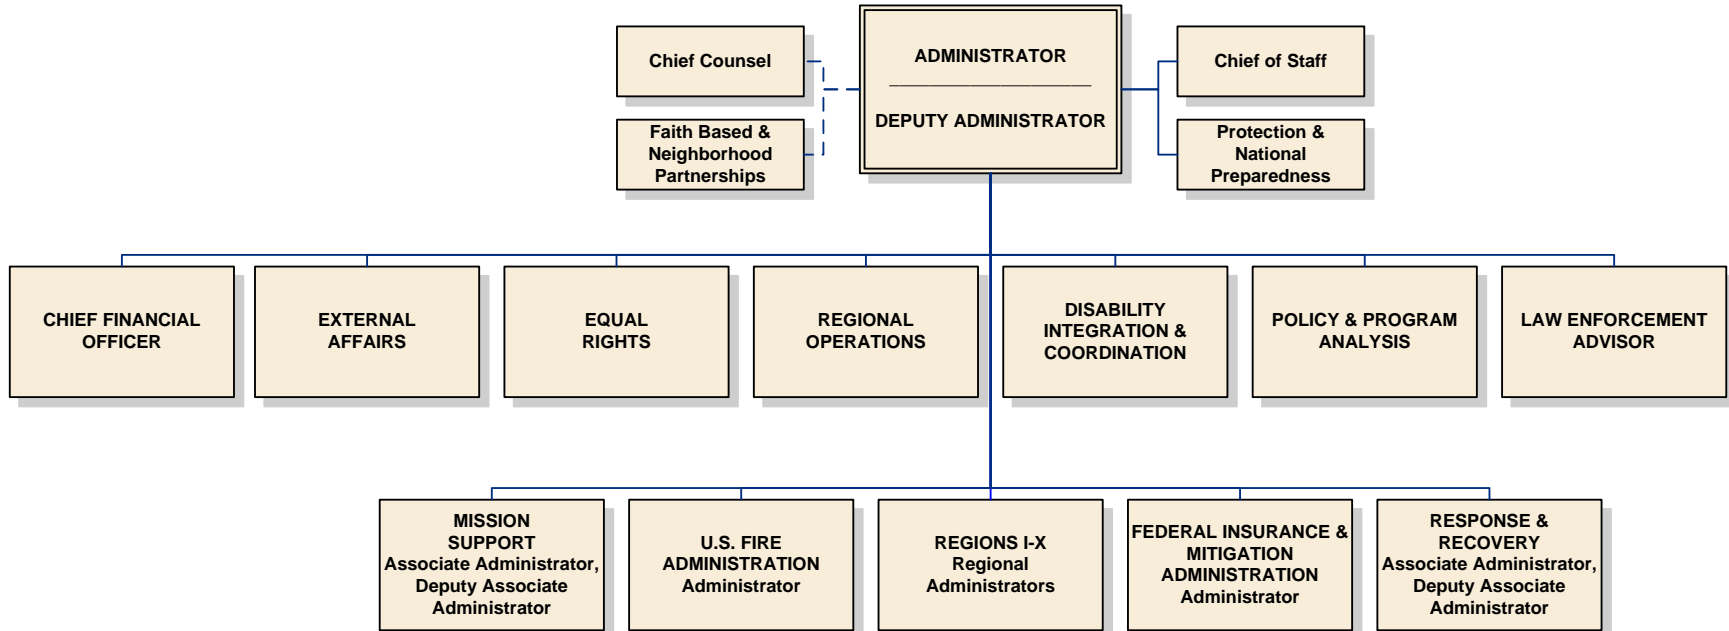 Chief Counsel
Faith Based &
Neighborhood
Partnerships
ADMINISTRATOR
DEPUTY ADMINISTRATOR
Chief of Staff
Protection &
National
Preparedness
CHIEF FINANCIAL
OFFICER
EXTERNAL
AFFAIRS
EQUAL
RIGHTS
REGIONAL
OPERATIONS
DISABILITY
INTEGRATION &
COORDINATION
POLICY & PROGRAM
ANALYSIS
LAW ENFORCEMENT
ADVISOR
MISSION
SUPPORT
Associate Administrator,
Deputy Associate
Administrator
U.S. FIRE
ADMINISTRATION
Administrator
REGIONS I-X
Regional
Administrators
FEDERAL INSURANCE &
MITIGATION
ADMINISTRATION
Administrator
RESPONSE &
RECOVERY
Associate Administrator,
Deputy Associate
Administrator